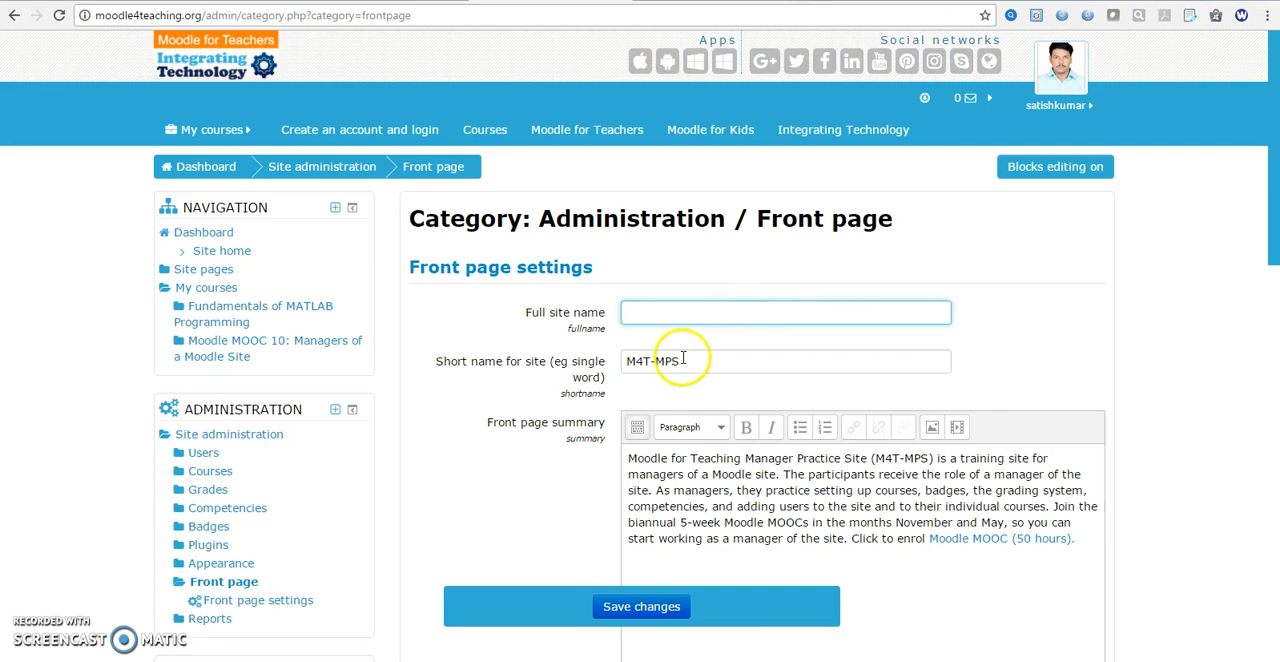 moodle4teaching.org/admin/category.php?category=frontpage
Moodle for Teachers
Integrating
Technology
Apps
Social networks
0
satishkumar
My courses
Create an account and login
Courses
Moodle for Teachers
Moodle for Kids
Integrating Technology
Dashboard
Site administration
Front page
Blocks editing on
NAVIGATION
Dashboard
Site home
Site pages
My courses
Fundamentals of MATLAB
Programming
Moodle MOOC 10: Managers of
a Moodle Site
ADMINISTRATION
Site administration
Users
Courses
Grades
Competencies
Badges
Plugins
Appearance
Front page
Front page settings
Reports
Category: Administration / Front page
Front page settings
Full site name
fullname
Short name for site (eg single
word)
shortname
M4T-MPS
Front page summary
summary
Paragraph
B I
Moodle for Teaching Manager Practice Site (M4T-MPS) is a training site for
managers of a Moodle site. The participants receive the role of a manager of the
site. As managers, they practice setting up courses, badges, the grading system,
competencies, and adding users to the site and to their individual courses. Join the
biannual 5-week Moodle MOOCs in the months November and May, so you can
start working as a manager of the site. Click to enrol Moodle MOOC (50 hours).
Save changes
RECORDED WITH
SCREENCAST MATIC